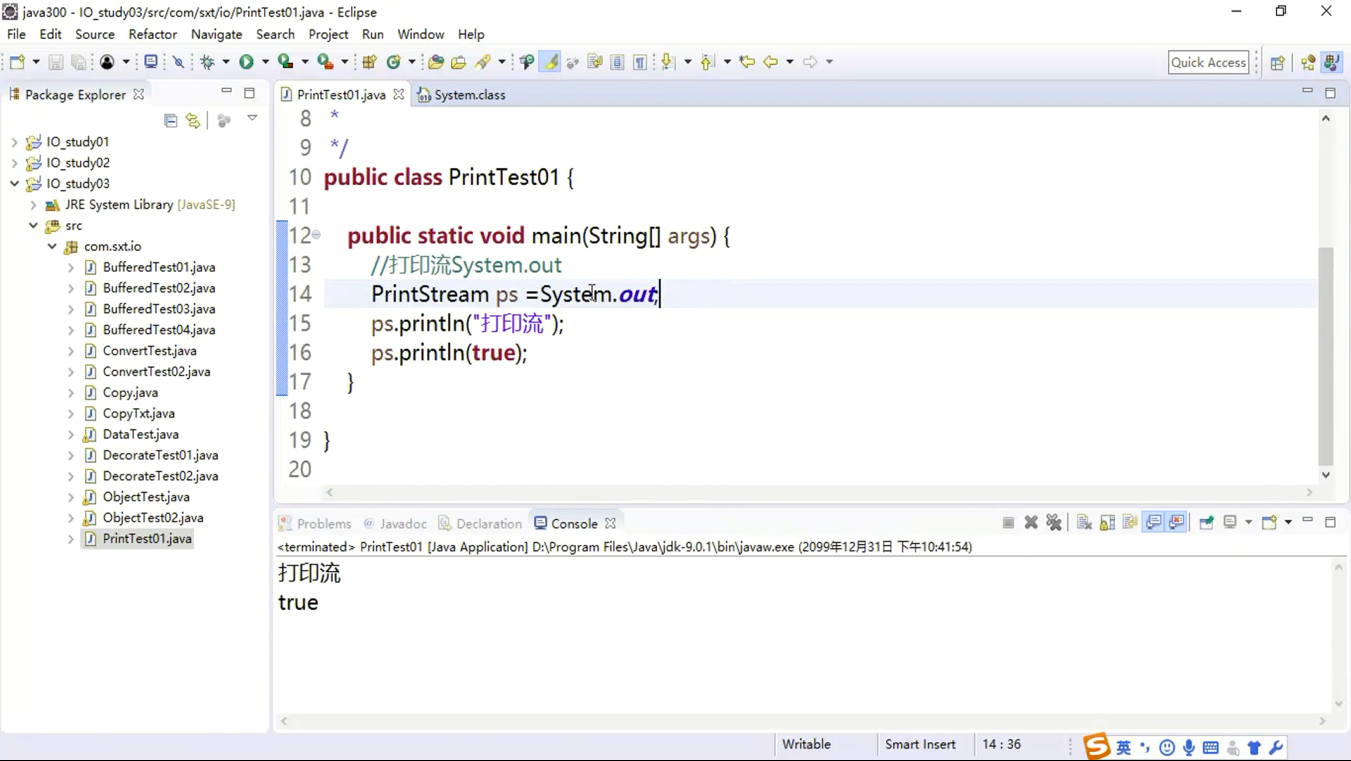 java300 - IO_study03/src/com/sxt/io/PrintTest01.java - Eclipse
File Edit Source Refactor Navigate Search Project Run Window Help
Quick Access
Package Explorer
IO_study01
IO_study02
IO_study03
JRE System Library [JavaSE-9]
src
com.sxt.io
BufferedTest01.java
BufferedTest02.java
BufferedTest03.java
BufferedTest04.java
ConvertTest.java
ConvertTest02.java
Copy.java
CopyTxt.java
DataTest.java
DecorateTest01.java
DecorateTest02.java
ObjectTest.java
ObjectTest02.java
PrintTest01.java
PrintTest01.java System.class
8 *
9 */
10 public class PrintTest01 {
11
12 public static void main(String[] args) {
13 //打印流System.out
14 PrintStream ps =System.out;
15 ps.println("打印流");
16 ps.println(true);
17 }
18
19 }
20
Problems @ Javadoc Declaration Console
<terminated> PrintTest01 [Java Application] D:\Program Files\Java\jdk-9.0.1\bin\javaw.exe (2099年12月31日 下午10:41:54)
打印流
true
Writable Smart Insert 14 : 36
S 英